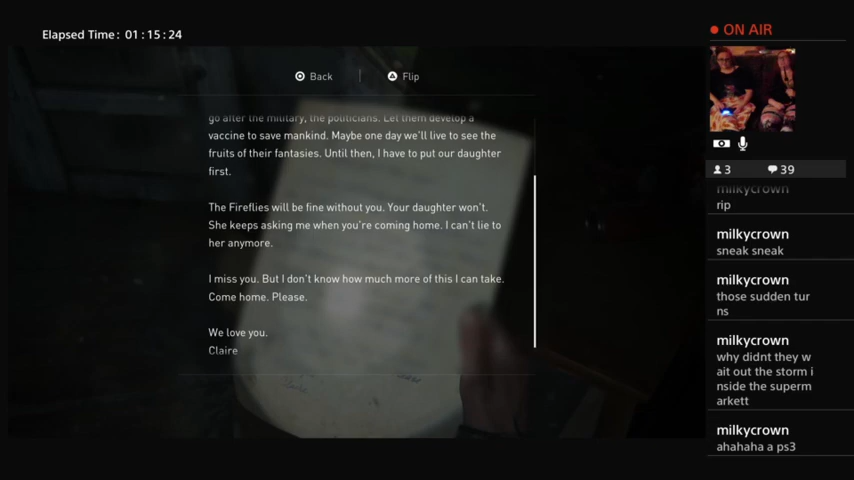 Elapsed Time: 01:15:24
ON AIR
Back
Flip
go after the military, the politicians. Let them develop a
vaccine to save mankind. Maybe one day we'll live to see the
fruits of their fantasies. Until then, I have to put our daughter
first.
The Fireflies will be fine without you. Your daughter won't.
She keeps asking me when you're coming home. I can't lie to
her anymore.
I miss you. But I don't know how much more of this I can take.
Come home. Please.
We love you.
Claire
3
39
milkycrown
rip
milkycrown
sneak sneak
milkycrown
those sudden tur
ns
milkycrown
why didnt they w
ait out the storm i
nside the superm
arkett
milkycrown
ahahaha a ps3